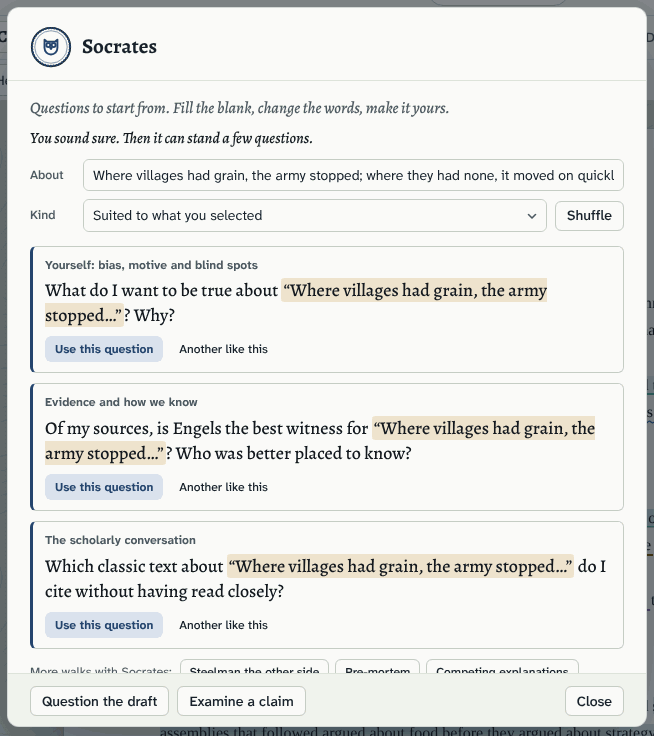 Socrates
Questions to start from. Fill the blank, change the words, make it yours.
You sound sure. Then it can stand a few questions.
About
Where villages had grain, the army stopped; where they had none, it moved on quickl
Kind
Suited to what you selected
Shuffle
Yourself: bias, motive and blind spots
What do I want to be true about “Where villages had grain, the army
stopped…”? Why?
Use this question
Another like this
Evidence and how we know
Of my sources, is Engels the best witness for “Where villages had grain, the
army stopped…”? Who was better placed to know?
Use this question
Another like this
The scholarly conversation
Which classic text about “Where villages had grain, the army stopped…” do I
cite without having read closely?
Use this question
Another like this
More walks with Socrates:
Steelman the other side
Pre-mortem
Competing explanations
Question the draft
Examine a claim
Close
assemblies that followed argued about food before they argued about strategy